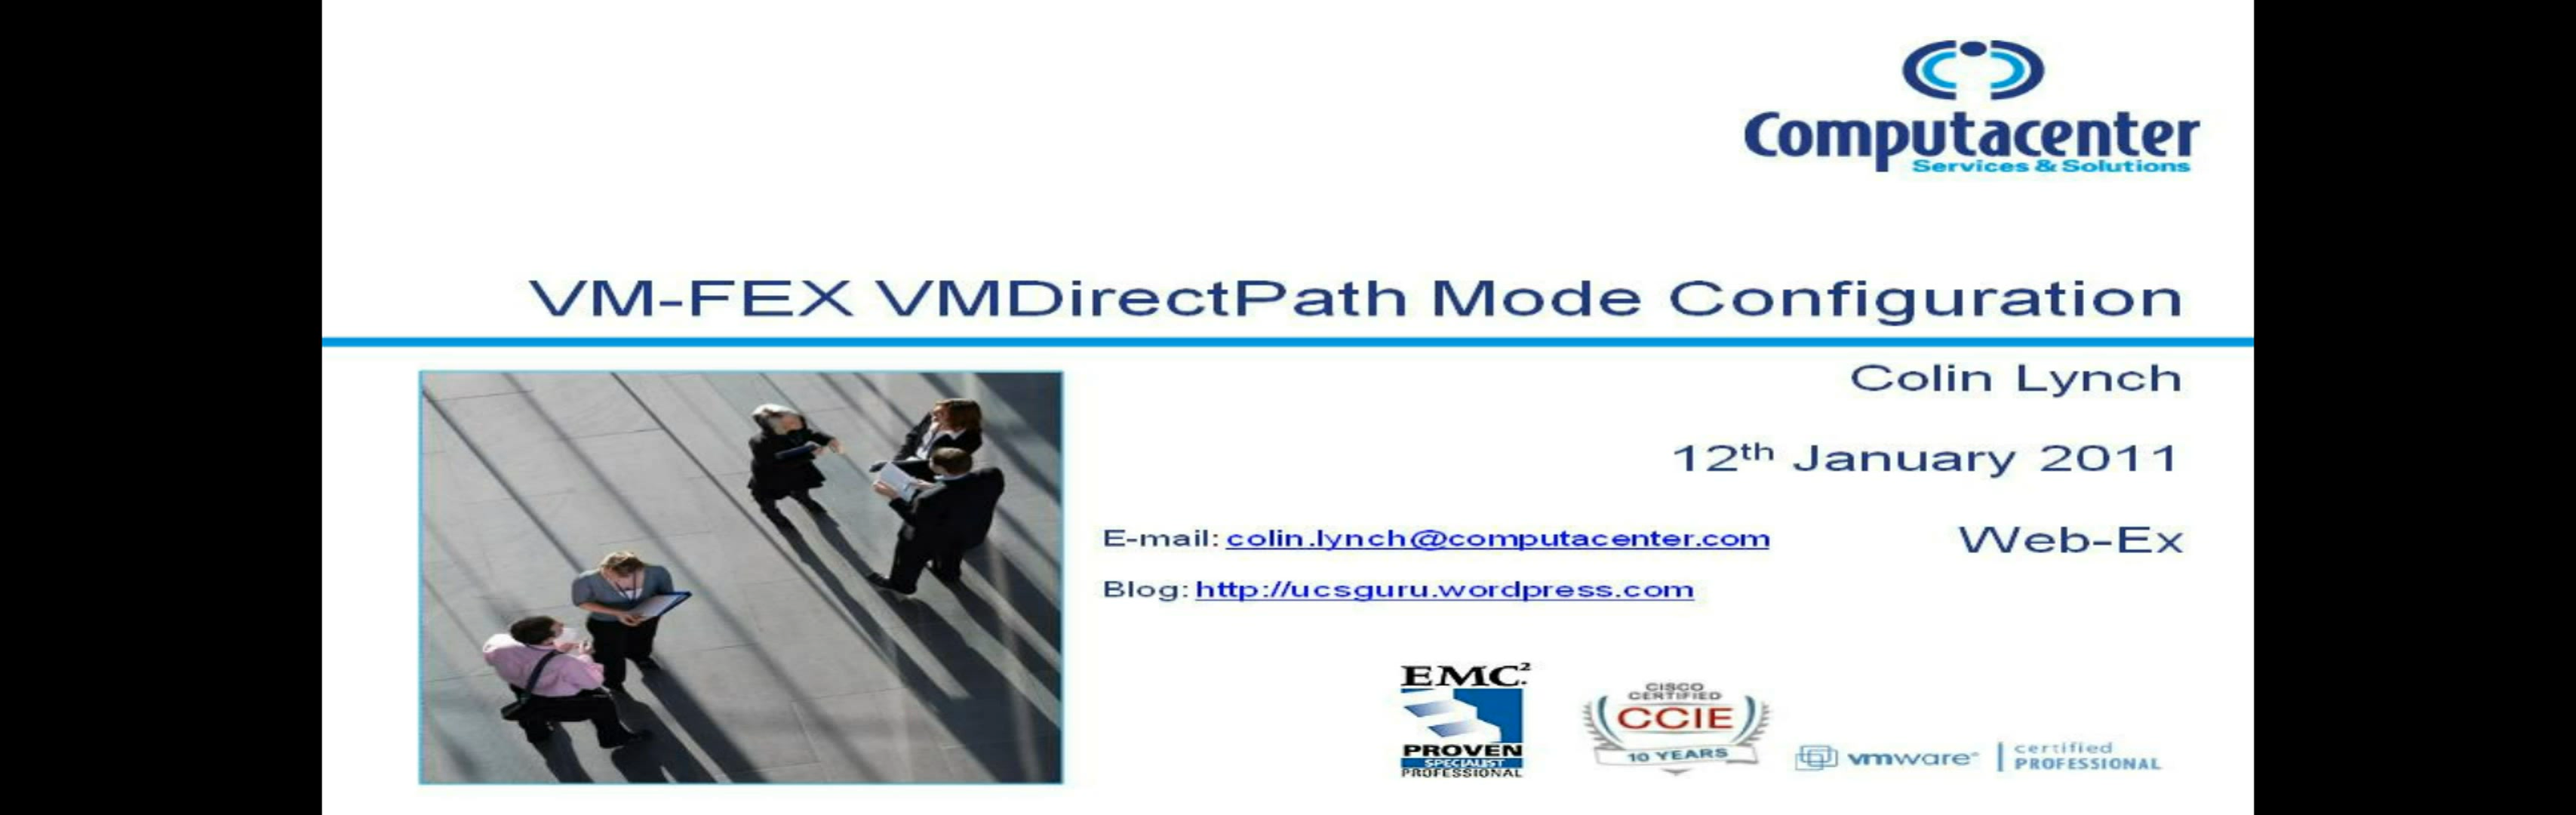 Computacenter
Services & Solutions
VM-FEX VMDirectPath Mode Configuration
Colin Lynch
12th January 2011
Web-Ex
E-mail: colin.lynch@computacenter.com
Blog: http://ucsguru.wordpress.com
EMC²
PROVEN
SPECIALIST
PROFESSIONAL
CISCO
CERTIFIED
CCIE
10 YEARS
vmware®
certified
PROFESSIONAL